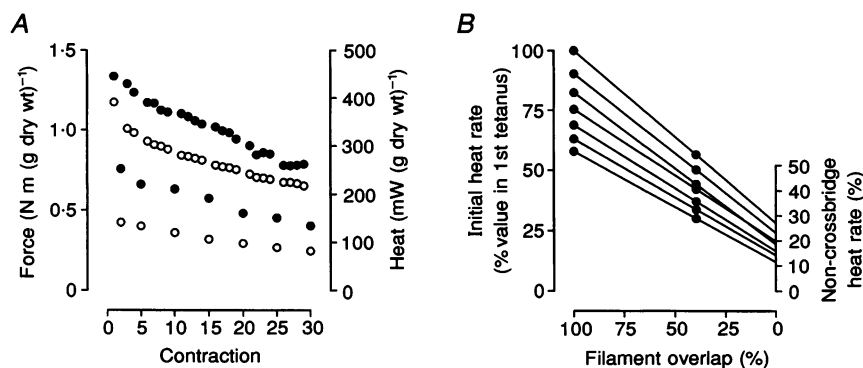 A
Force (N m (g dry wt)⁻¹)
1·5
1·0
0·5
0
500
400
300
200
100
0
Heat (mW (g dry wt)⁻¹)
0 5 10 15 20 25 30
Contraction
B
Initial heat rate
(% value in 1st tetanus)
100
75
50
25
0
50
40
30
20
10
0
Non-crossbridge
heat rate (%)
100 75 50 25 0
Filament overlap (%)